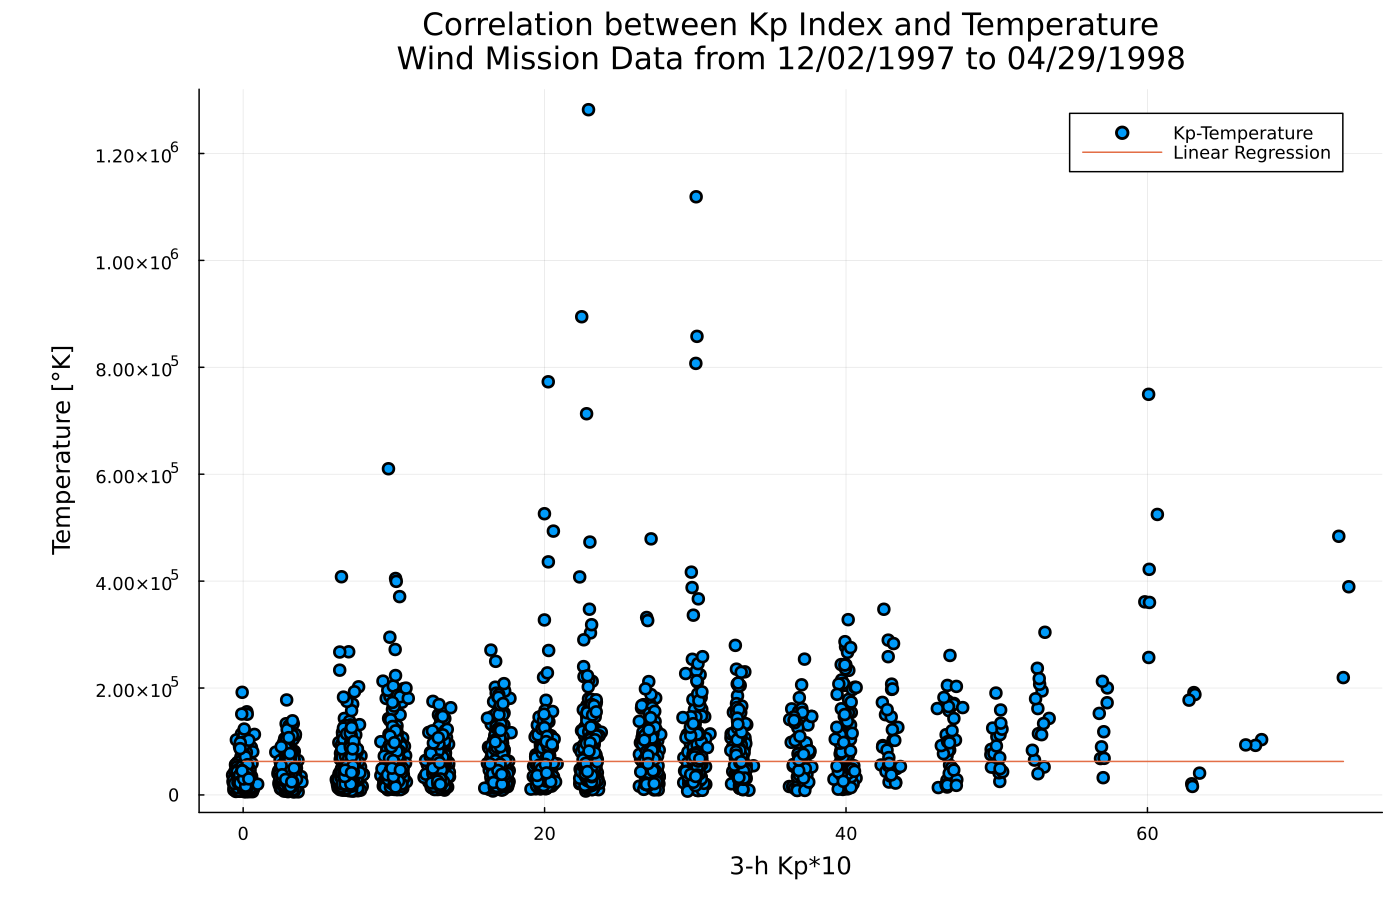 Correlation between Kp Index and Temperature
Wind Mission Data from 12/02/1997 to 04/29/1998
Kp-Temperature
Linear Regression
1.20×10⁶
1.00×10⁶
8.00×10⁵
6.00×10⁵
4.00×10⁵
2.00×10⁵
0
Temperature [°K]
0 20 40 60
3-h Kp*10